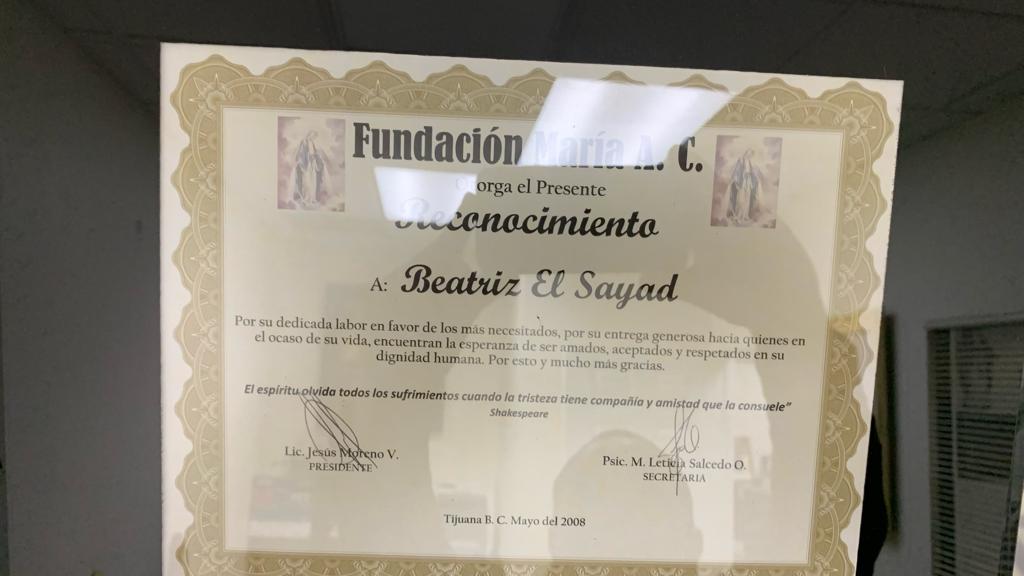 Fundación María A. C.
Otorga el Presente
Reconocimiento
A: Beatriz El Sayad
Por su dedicada labor en favor de los más necesitados, por su entrega generosa hacia quienes en
el ocaso de su vida, encuentran la esperanza de ser amados, aceptados y respetados en su
dignidad humana. Por esto y mucho más gracias.
El espíritu olvida todos los sufrimientos cuando la tristeza tiene compañía y amistad que la consuele”
Shakespeare
Lic. Jesús Moreno V.
PRESIDENTE
Psic. M. Leticia Salcedo O.
SECRETARIA
Tijuana B. C. Mayo del 2008